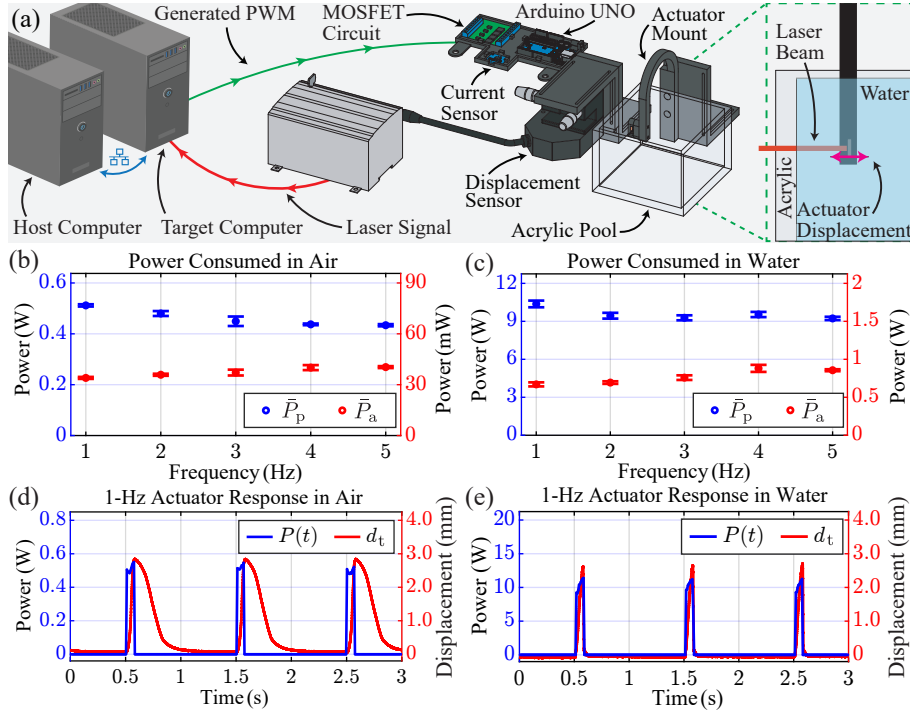 (a)
Generated PWM
MOSFET
Circuit
Arduino UNO
Actuator
Mount
Current
Sensor
Displacement
Sensor
Host Computer
Target Computer
Laser Signal
Acrylic Pool
Laser
Beam
Water
Acrylic
Actuator
Displacement
(b)
Power Consumed in Air
Power (W)
0.6
0.4
0.2
0
90
60
30
0
Power (mW)
P̄p
P̄a
1 2 3 4 5
Frequency (Hz)
(c)
Power Consumed in Water
Power (W)
12
9
6
3
0
2
1.5
1
0.5
0
Power (W)
P̄p
P̄a
1 2 3 4 5
Frequency (Hz)
(d)
1-Hz Actuator Response in Air
Power (W)
0.8
0.6
0.4
0.2
0
4.0
3.0
2.0
1.0
0
Displacement (mm)
P(t)
dt
0 0.5 1 1.5 2 2.5 3
Time (s)
(e)
1-Hz Actuator Response in Water
Power (W)
20
15
10
5
0
4.0
3.0
2.0
1.0
0
Displacement (mm)
P(t)
dt
0 0.5 1 1.5 2 2.5 3
Time (s)